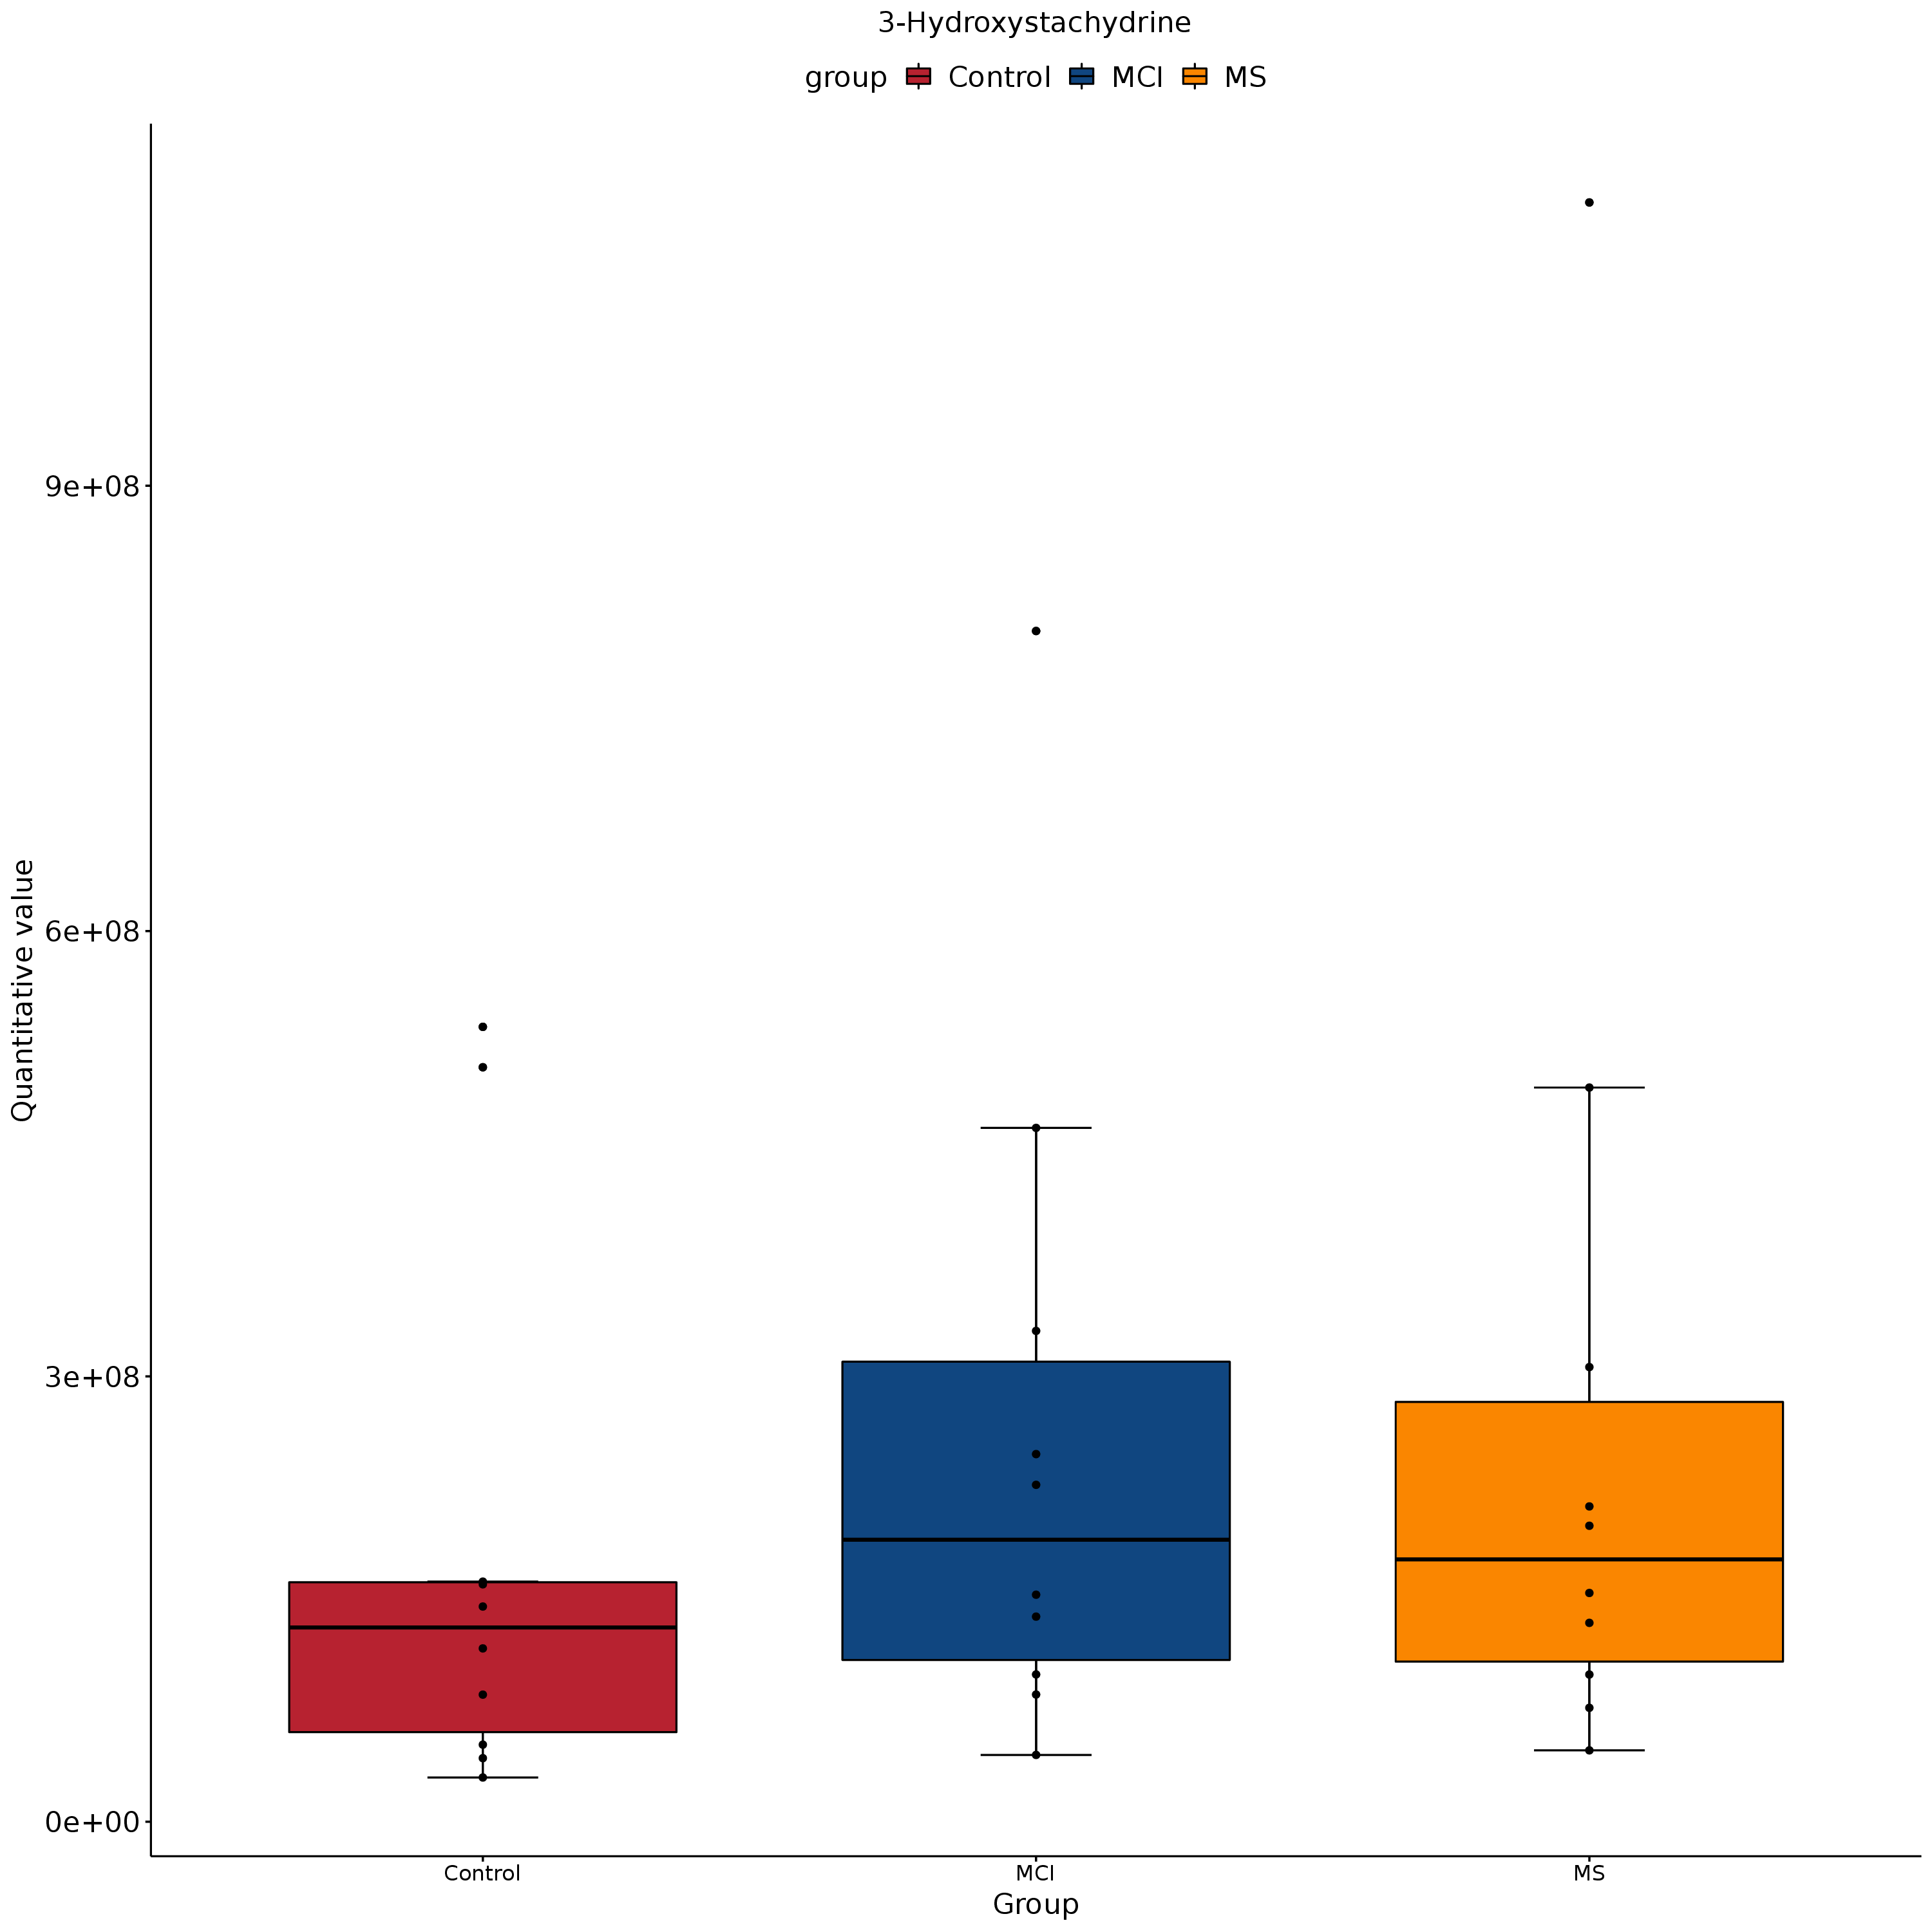 3-Hydroxystachydrine
group Control MCI MS
Quantitative value
9e+08
6e+08
3e+08
0e+00
Control MCI MS
Group